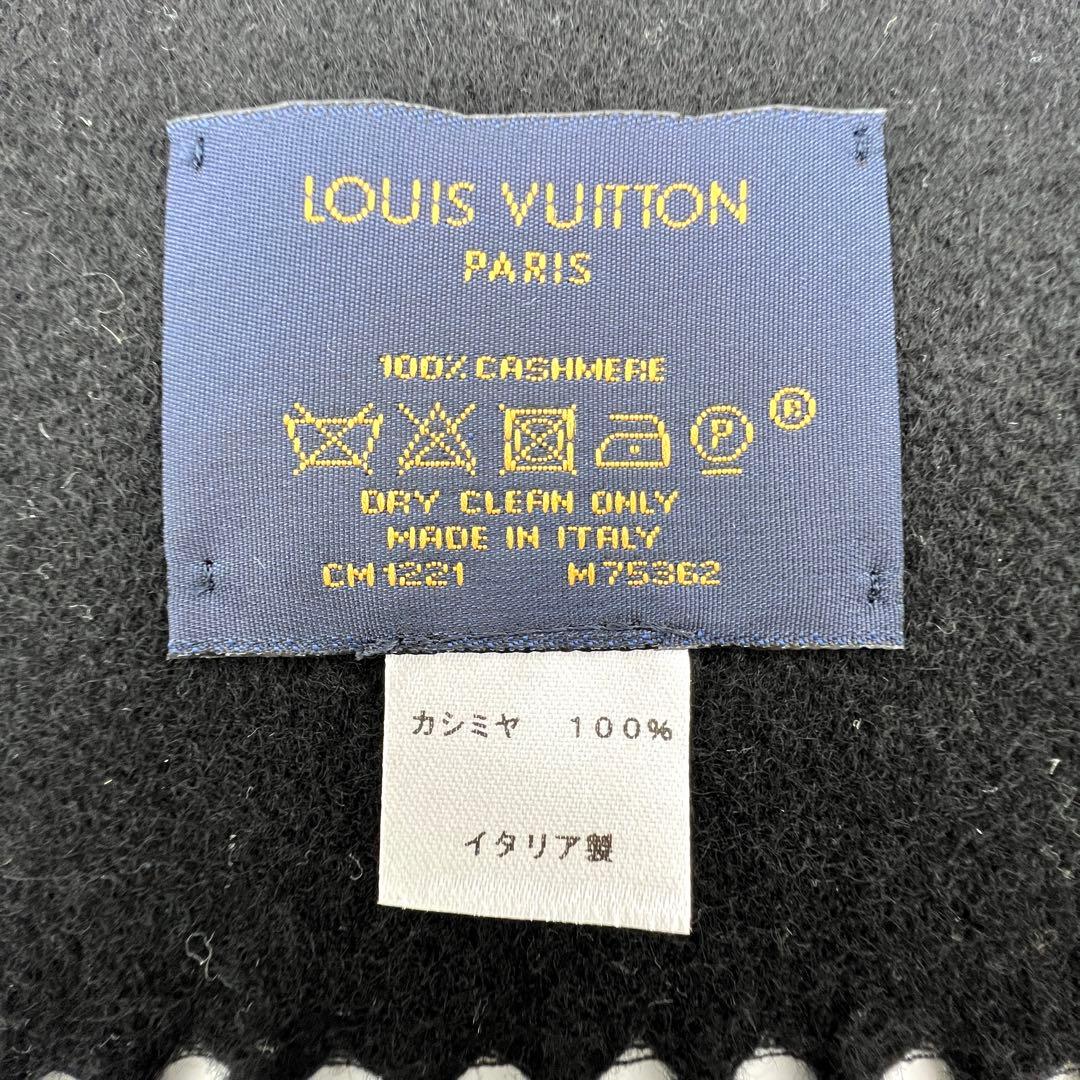 LOUIS VUITTON
PARIS
100% CASHMERE
P ®
DRY CLEAN ONLY
MADE IN ITALY
CM1221 M75362
カシミヤ 100%
イタリア製